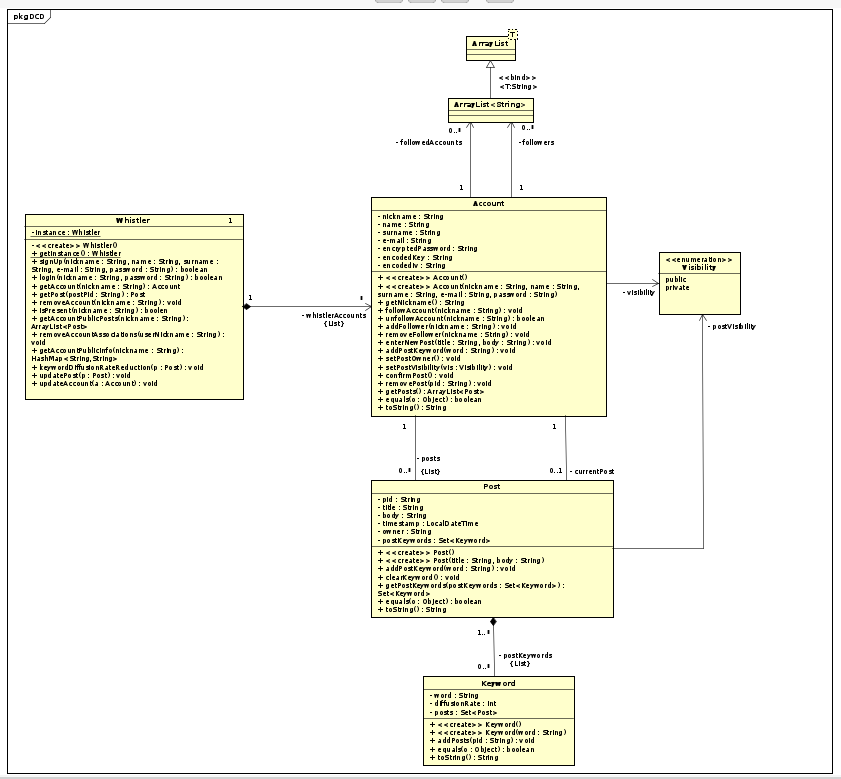 pkg DCD
T
ArrayList
<<bind>>
<T:String>
ArrayList<String>
0..*
0..*
- followedAccounts
- followers
1
1
Whistler
1
- instance : Whistler
- <<create>> Whistler()
+ getInstance() : Whistler
+ signUp(nickname : String, name : String, surname :
String, e-mail : String, password : String) : boolean
+ login(nickname : String, password : String) : boolean
+ getAccount(nickname : String) : Account
+ getPost(postPid : String) : Post
+ removeAccount(nickname : String) : void
+ isPresent(nickname : String) : boolen
+ getAccountPublicPosts(nickname : String) :
ArrayList<Post>
+ removeAccountAssociations(userNickname : String) :
void
+ getAccountPublicInfo(nickname : String) :
HashMap<String,String>
+ keywordDiffusionRateReduction(p : Post) : void
+ updatePost(p : Post) : void
+ updateAccount(a : Account) : void
1
*
- whistlerAccounts
{List}
Account
- nickname : String
- name : String
- surname : String
- e-mail : String
- encryptedPassword : String
- encodedKey : String
- encodedIv : String
+ <<create>> Account()
+ <<create>> Account(nickname : String, name : String,
surname : String, e-mail : String, password : String)
+ getNickname() : String
+ followAccount(nickname : String) : void
+ unfollowAccount(nickname : String) : boolean
+ addFollower(nickname : String) : void
+ removeFollower(nickname : String) : void
+ enterNewPost(title : String, body : String) : void
+ addPostKeyword(word : String) : void
+ setPostOwner() : void
+ setPostVisibility(vis : Visibility) : void
+ confirmPost() : void
+ removePost(pid : String) : void
+ getPosts() : ArrayList<Post>
+ equals(o : Object) : boolean
+ toString() : String
<<enumeration>>
Visibility
public
private
- visibility
- postVisibility
1
1
- posts
0..*
{List}
0..1
- currentPost
Post
- pid : String
- title : String
- body : String
- timestamp : LocalDateTime
- owner : String
- postKeywords : Set<Keyword>
+ <<create>> Post()
+ <<create>> Post(title : String, body : String)
+ addPostKeyword(word : String) : void
+ clearKeyword() : void
+ getPostKeywords(postKeywords : Set<Keyword>) :
Set<Keyword>
+ equals(o : Object) : boolean
+ toString() : String
1..*
- postKeywords
{List}
0..*
Keyword
- word : String
- diffusionRate : int
- posts : Set<Post>
+ <<create>> Keyword()
+ <<create>> Keyword(word : String)
+ addPosts(pid : String) : void
+ equals(o : Object) : boolean
+ toString() : String